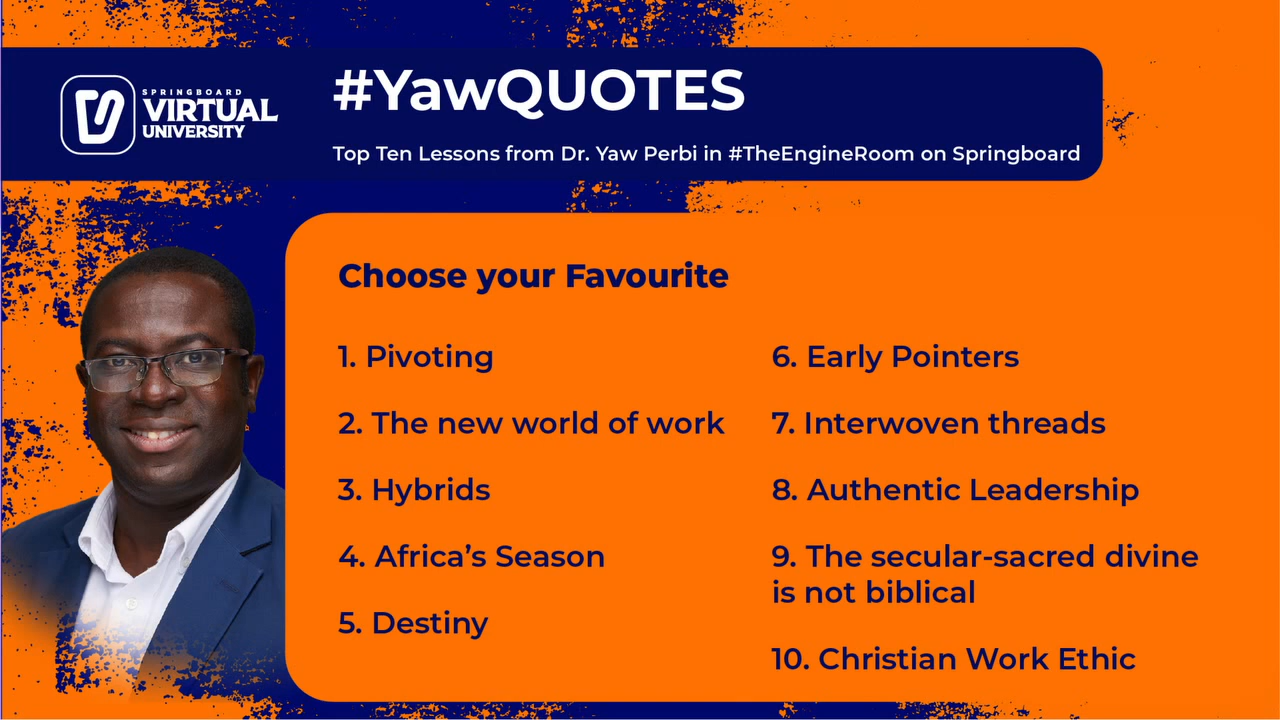 SPRINGBOARD
VIRTUAL
UNIVERSITY
#YawQUOTES
Top Ten Lessons from Dr. Yaw Perbi in #TheEngineRoom on Springboard
Choose your Favourite
1. Pivoting
2. The new world of work
3. Hybrids
4. Africa’s Season
5. Destiny
6. Early Pointers
7. Interwoven threads
8. Authentic Leadership
9. The secular-sacred divine
is not biblical
10. Christian Work Ethic